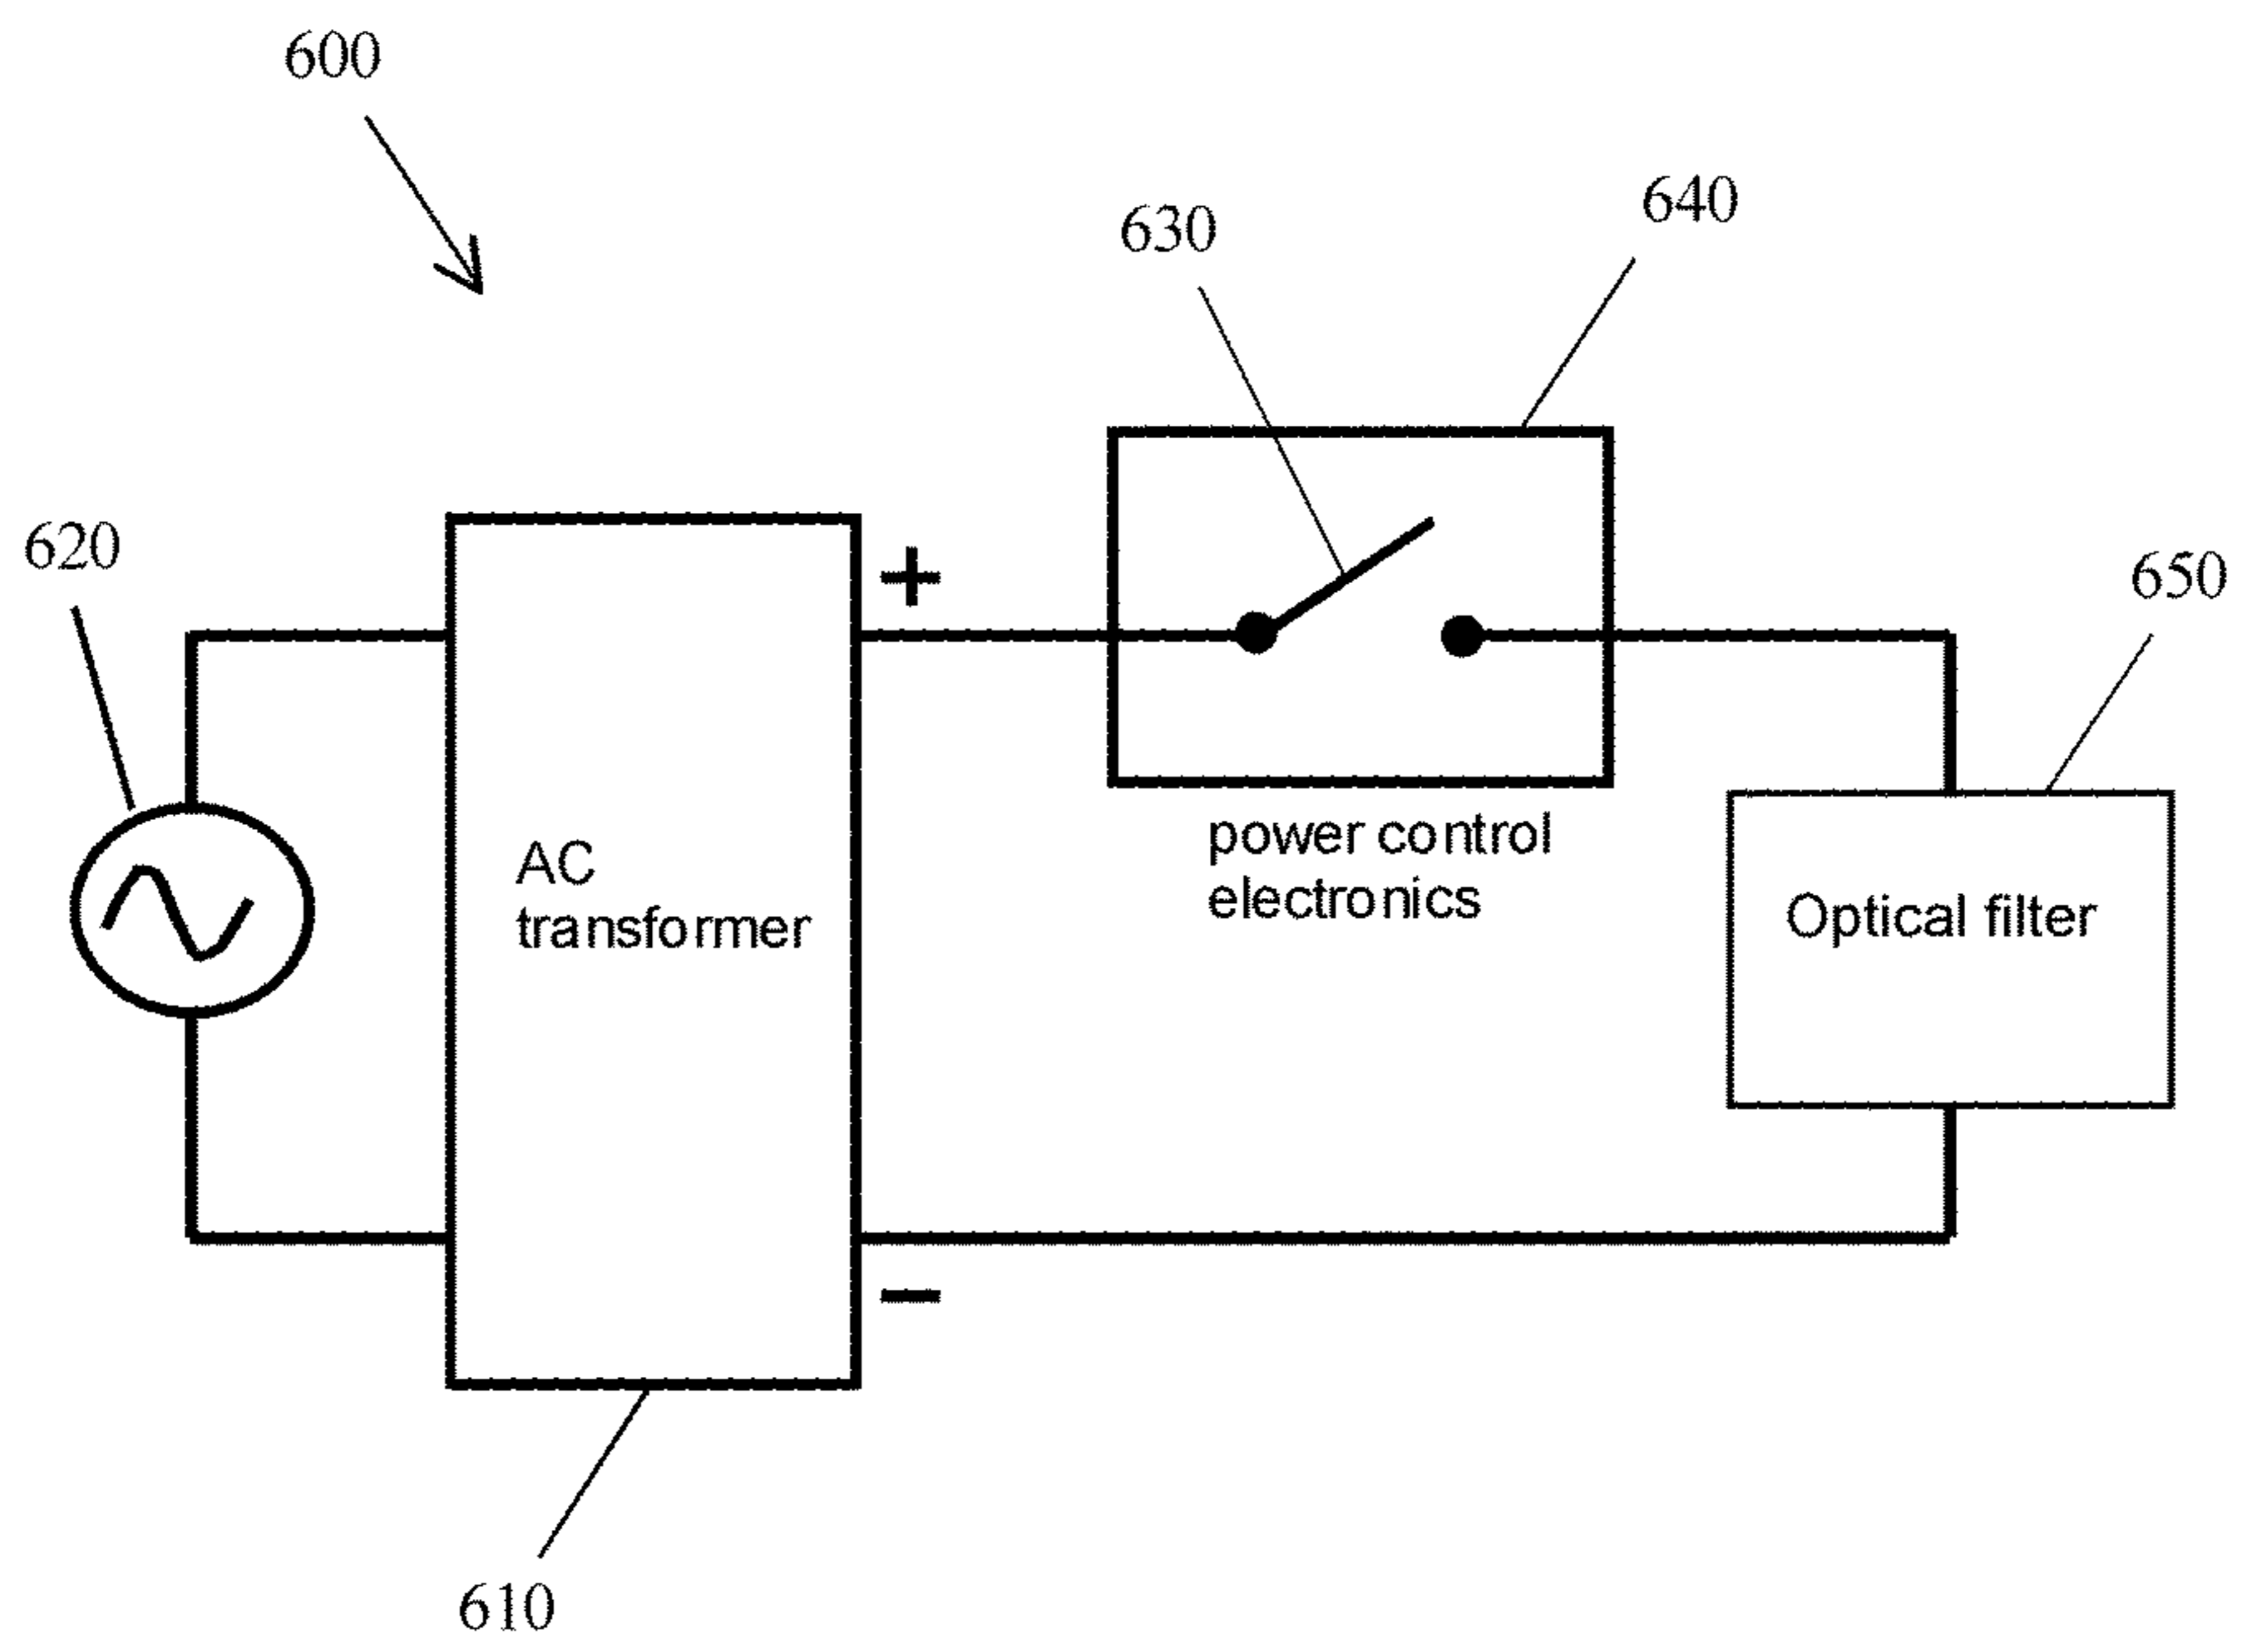 600
640
630
620
650
+
power control
electronics
AC
transformer
Optical filter
−
610